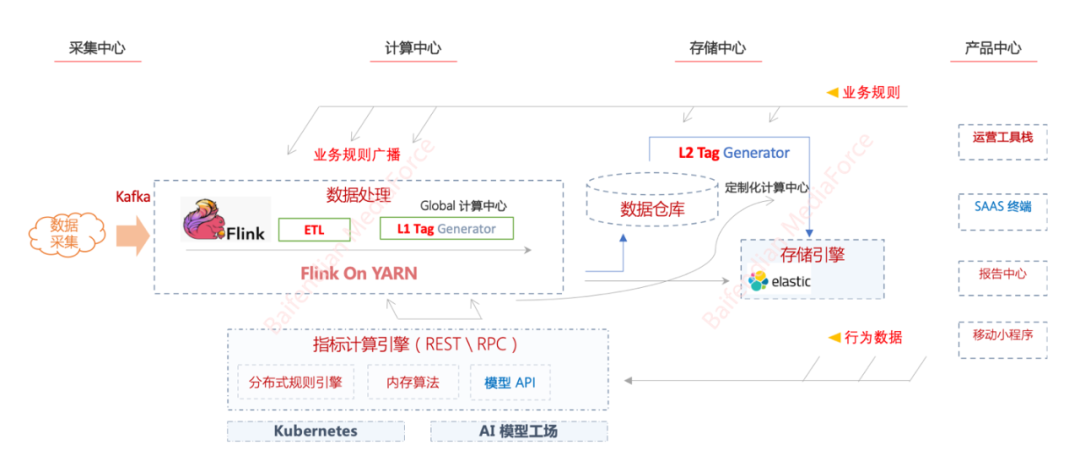 采集中心
计算中心
存储中心
产品中心
业务规则
业务规则广播
L2 Tag Generator
运营工具栈
Kafka
数据处理
定制化计算中心
Global 计算中心
数据仓库
SAAS 终端
数据
采集
Flink
ETL
L1 Tag Generator
存储引擎
Flink On YARN
elastic
报告中心
指标计算引擎（REST \ RPC）
行为数据
移动小程序
分布式规则引擎
内存算法
模型 API
Kubernetes
AI 模型工场
Baifendian MediaForce
Baifendian MediaForce